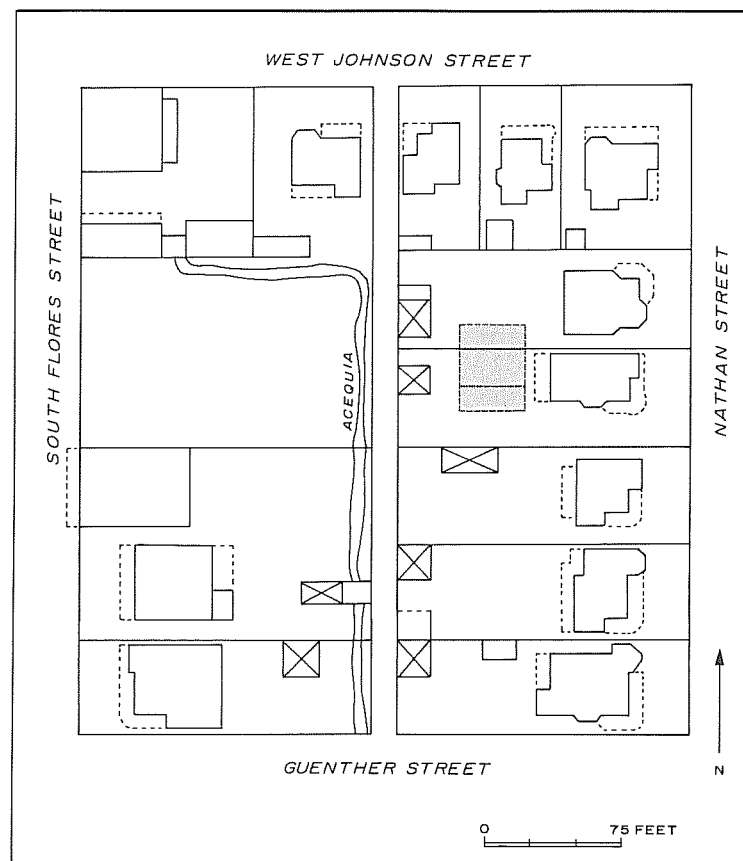 WEST JOHNSON STREET
SOUTH FLORES STREET
ACEQUIA
NATHAN STREET
GUENTHER STREET
N
0 75 FEET